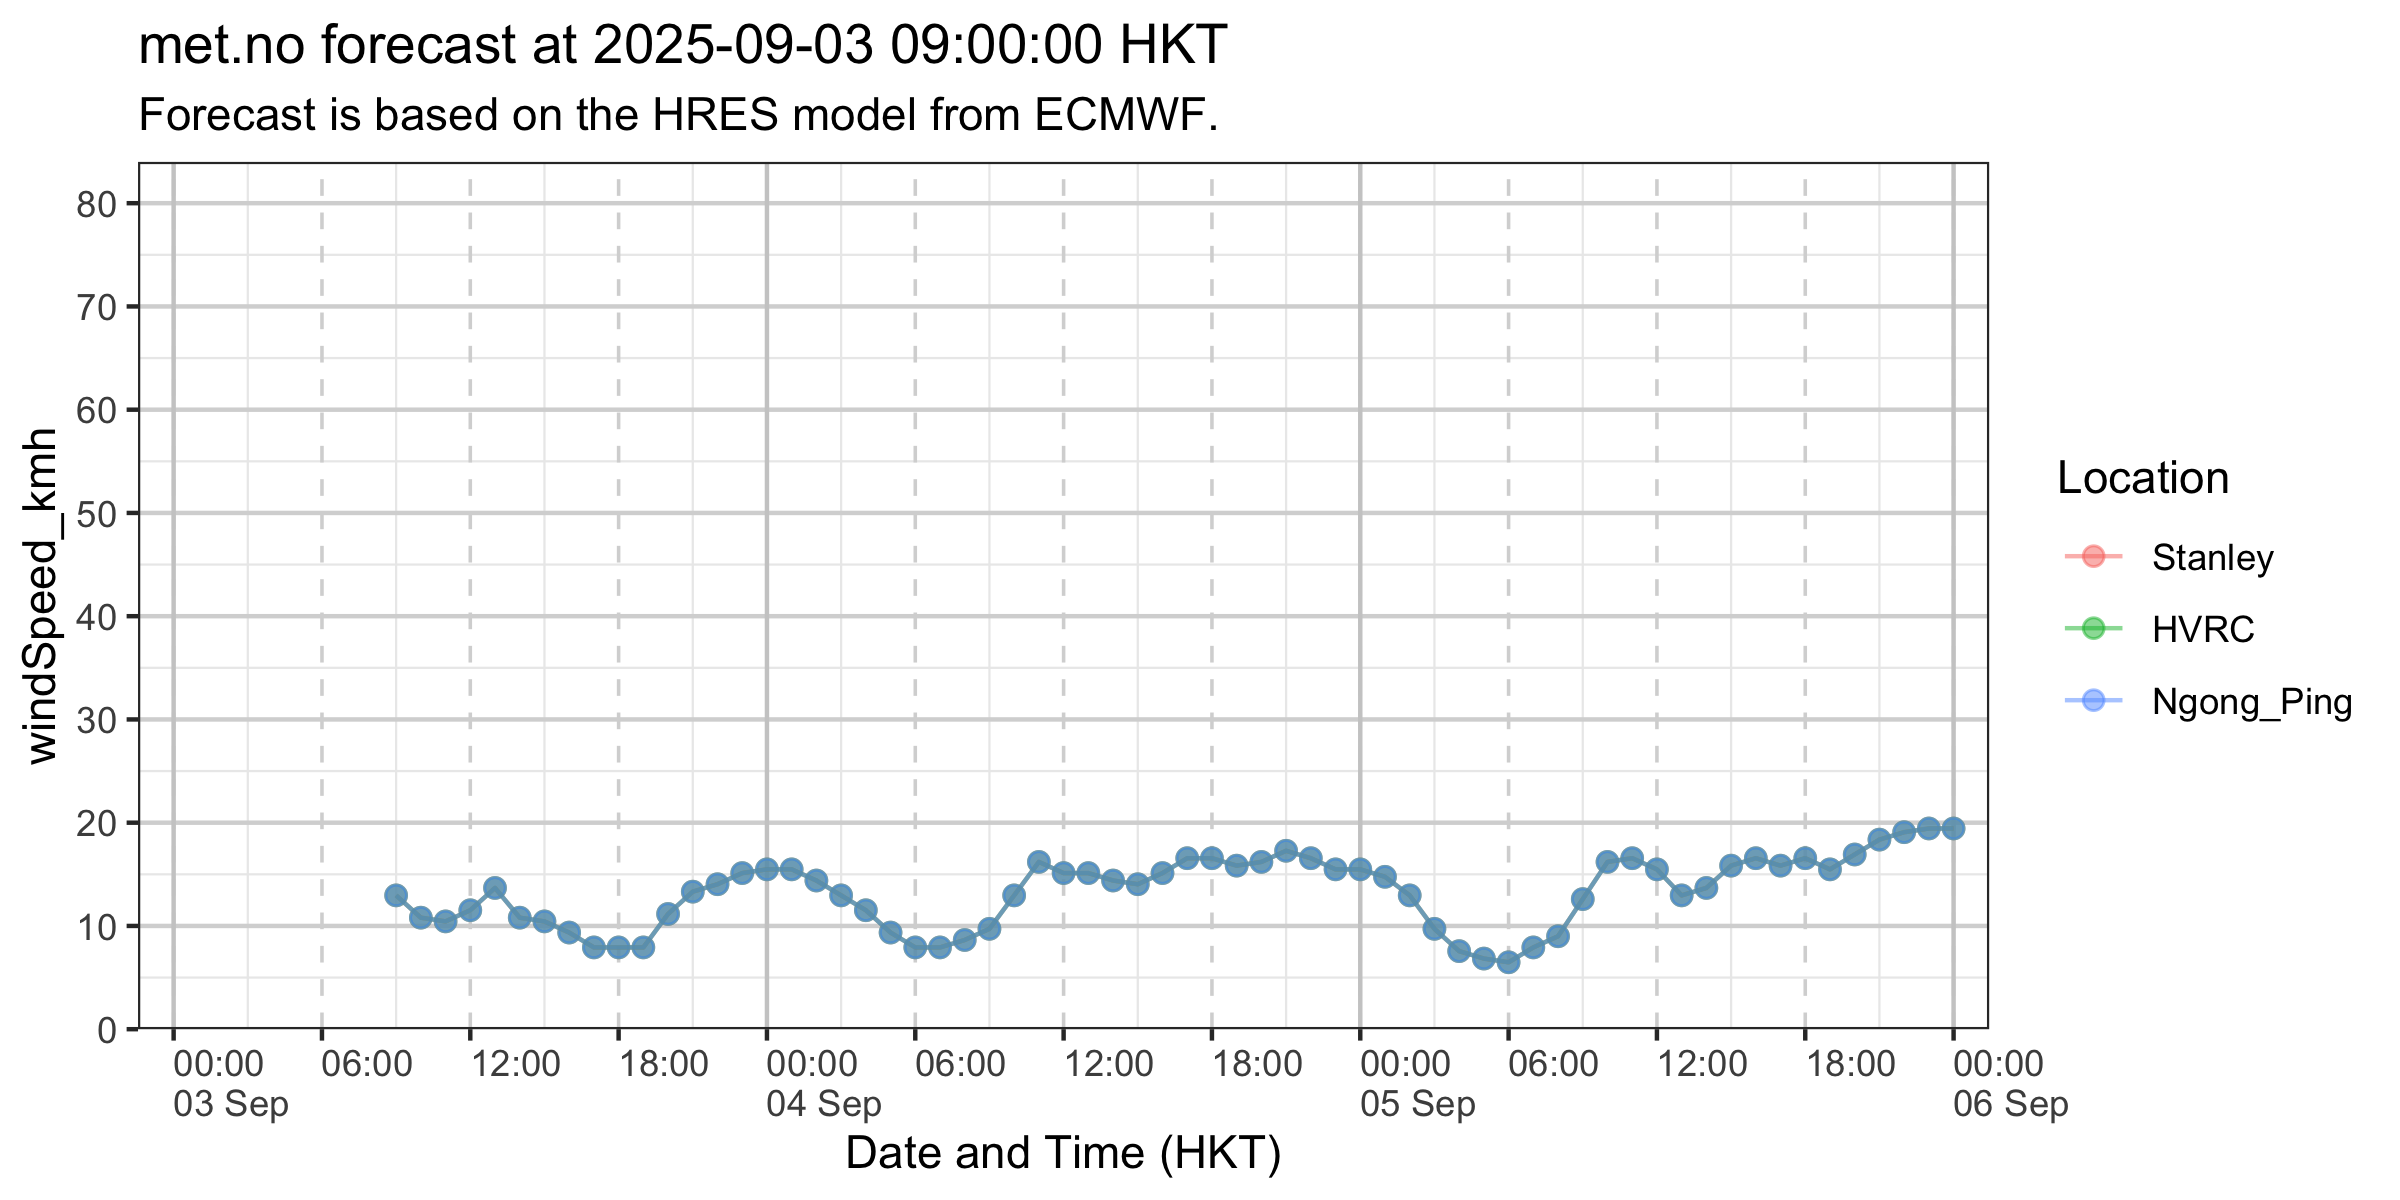 met.no forecast at 2025-09-03 09:00:00 HKT
Forecast is based on the HRES model from ECMWF.
windSpeed_kmh
80
70
60
50
40
30
20
10
0
00:00 06:00 12:00 18:00 00:00 06:00 12:00 18:00 00:00 06:00 12:00 18:00 00:00
03 Sep 04 Sep 05 Sep 06 Sep
Date and Time (HKT)
Location
Stanley
HVRC
Ngong_Ping